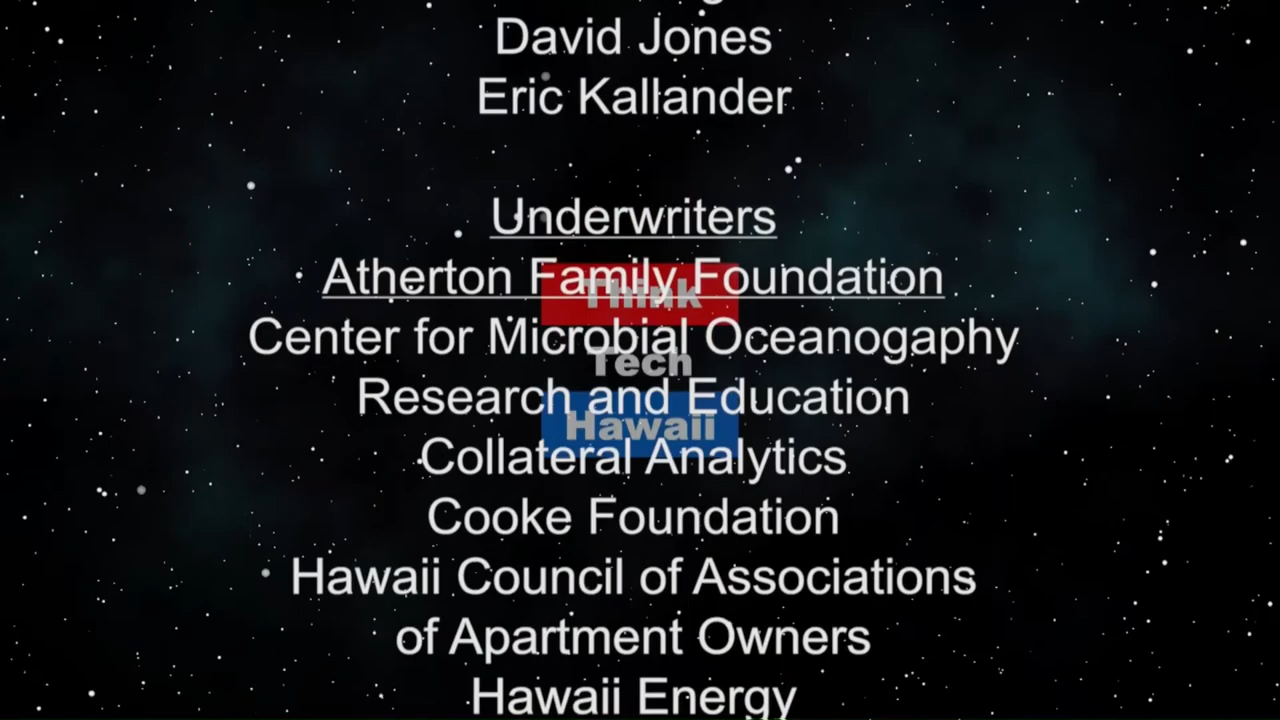 David Jones
Eric Kallander
Underwriters
Atherton Family Foundation
Think
Center for Microbial Oceanogaphy
Tech
Research and Education
Hawaii
Collateral Analytics
Cooke Foundation
Hawaii Council of Associations
of Apartment Owners
Hawaii Energy